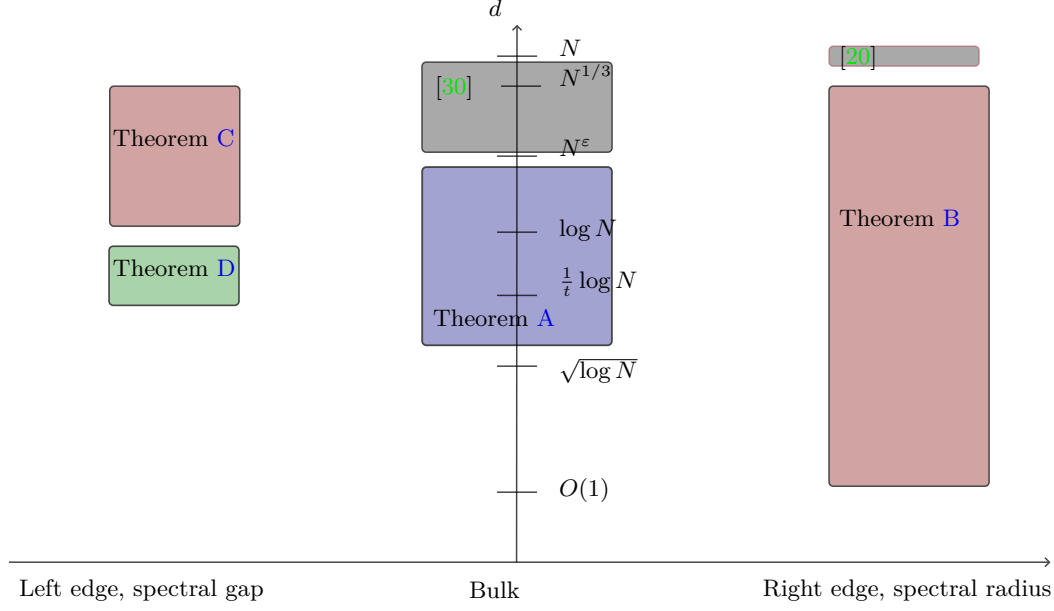 d
N
[20]
N^{1/3}
[30]
Theorem C
N^ε
Theorem B
log N
Theorem D
\frac{1}{t} log N
Theorem A
√log N
O(1)
Left edge, spectral gap
Bulk
Right edge, spectral radius